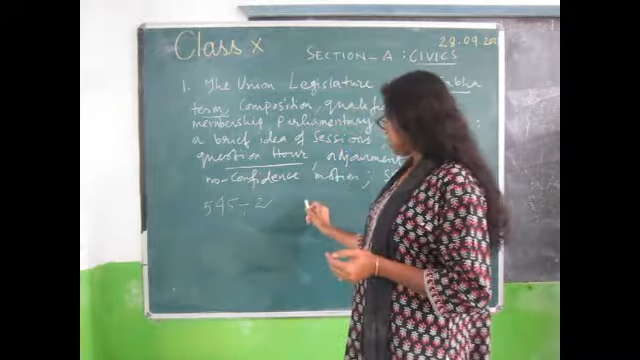 Class X
28.09.20
SECTION - A : CIVICS
1. The Union Legislature abha
term, composition, qualif
membership, Parliamentary :
a brief idea of sessions
question Hour, adjournment
no-confidence motion; S
545 - 2